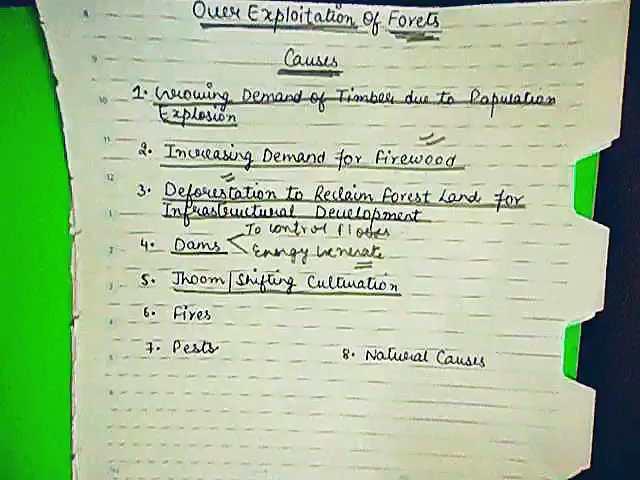 Over Exploitation of Forets
Causes
1. Growing Demand of Timber due to Population
Explosion
2. Increasing Demand for firewood
3. Deforestation to Reclaim Forest Land for
Infrastructural Development
4. Dams
To control Floods
Energy Generate
5. Jhoom/Shifting Cultivation
6. Fires
7. Pests
8. Natural Causes